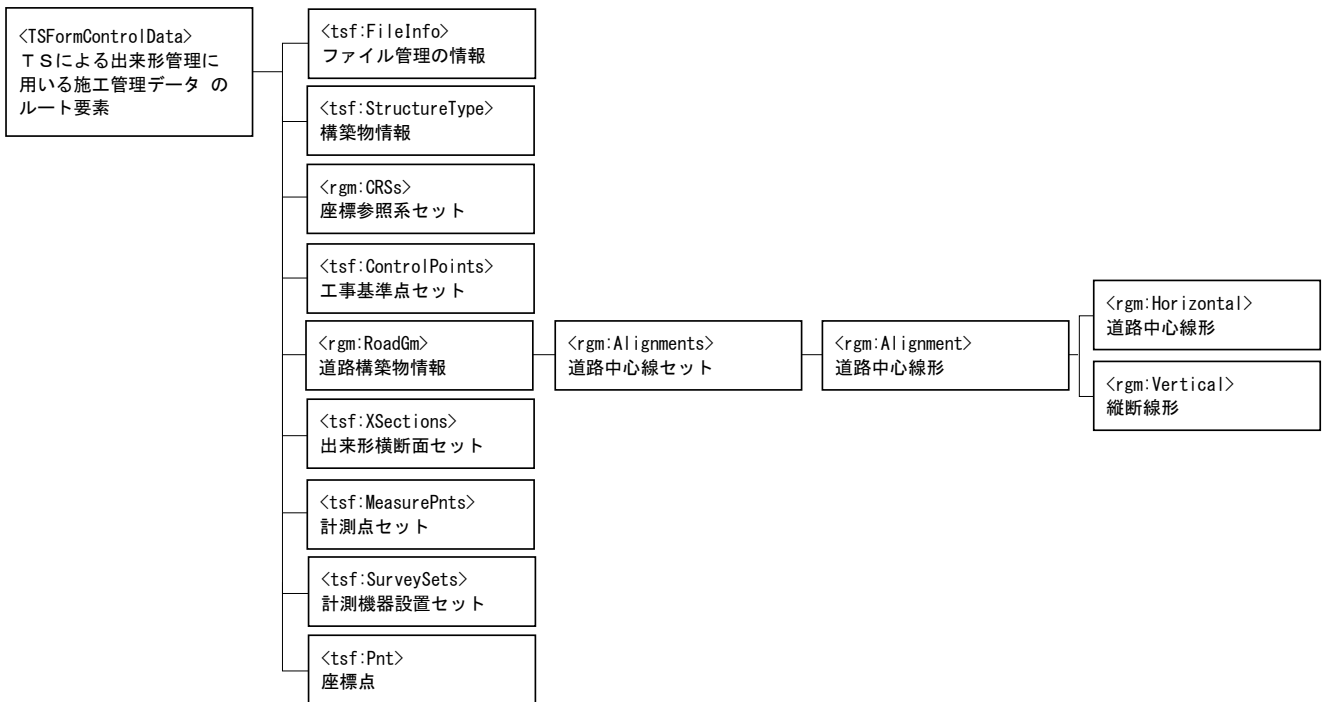 <TSFormControlData>
ＴＳによる出来形管理に
用いる施工管理データ の
ルート要素
<tsf:FileInfo>
ファイル管理の情報
<tsf:StructureType>
構築物情報
<rgm:CRSs>
座標参照系セット
<tsf:ControlPoints>
工事基準点セット
<rgm:RoadGm>
道路構築物情報
<rgm:Alignments>
道路中心線セット
<rgm:Alignment>
道路中心線形
<rgm:Horizontal>
道路中心線形
<rgm:Vertical>
縦断線形
<tsf:XSections>
出来形横断面セット
<tsf:MeasurePnts>
計測点セット
<tsf:SurveySets>
計測機器設置セット
<tsf:Pnt>
座標点